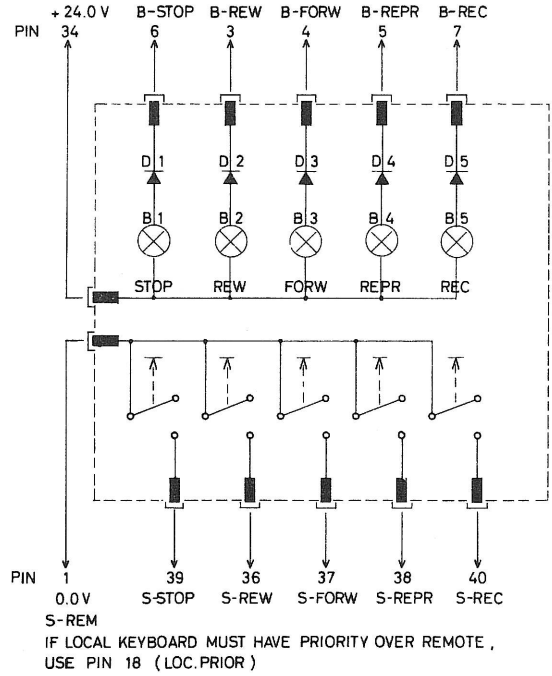 + 24.0 V B-STOP B-REW B-FORW B-REPR B-REC
PIN 34 6 3 4 5 7
D 1 D 2 D 3 D 4 D 5
B 1 B 2 B 3 B 4 B 5
STOP REW FORW REPR REC
PIN 1 39 36 37 38 40
0.0 V S-STOP S-REW S-FORW S-REPR S-REC
S-REM
IF LOCAL KEYBOARD MUST HAVE PRIORITY OVER REMOTE ,
USE PIN 18 ( LOC. PRIOR )